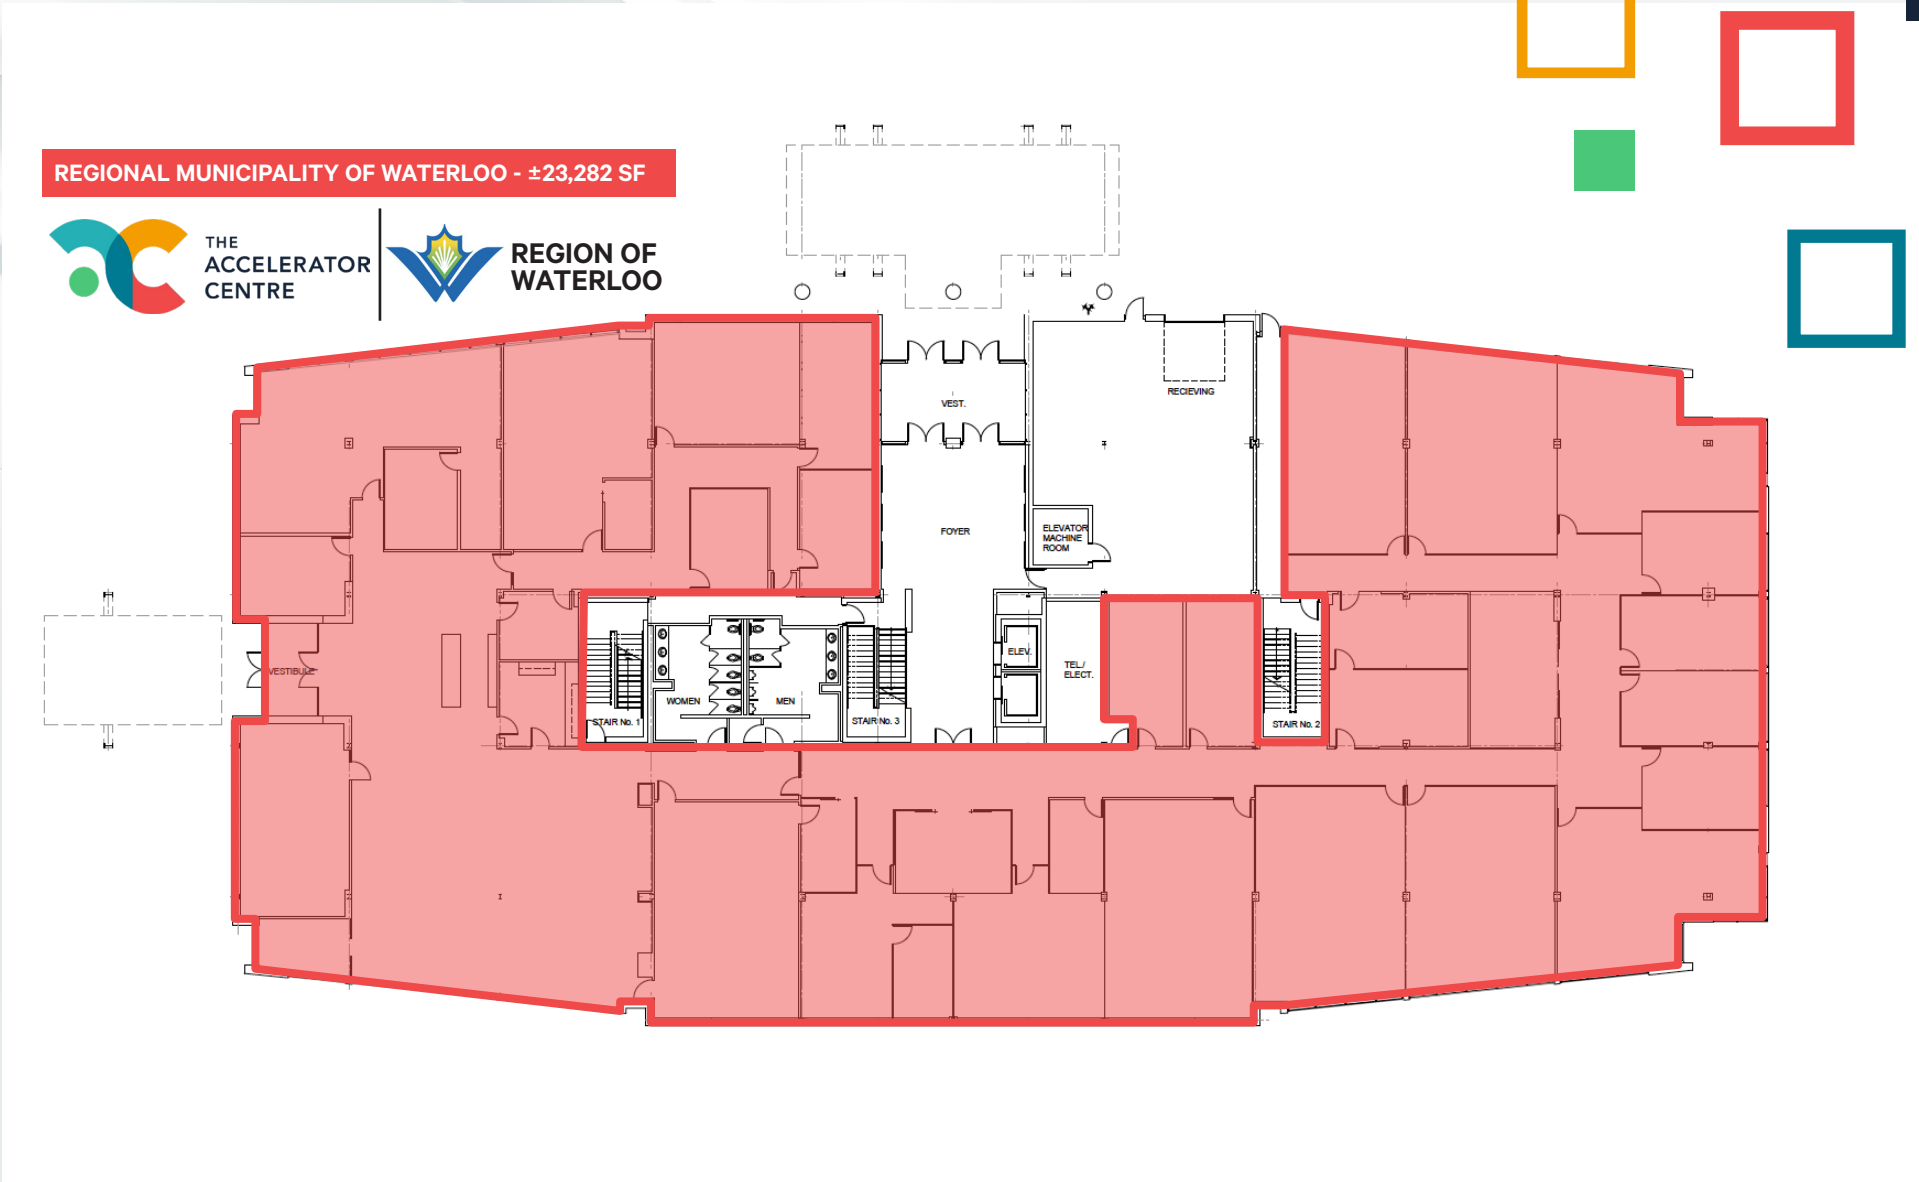 REGIONAL MUNICIPALITY OF WATERLOO - ±23,282 SF
THE
ACCELERATOR
CENTRE
REGION OF
WATERLOO
VEST.
RECIEVING
FOYER
ELEVATOR
MACHINE
ROOM
VESTIBULE
ELEV.
TEL./
ELECT.
WOMEN
MEN
STAIR No. 1
STAIR No. 3
STAIR No. 2